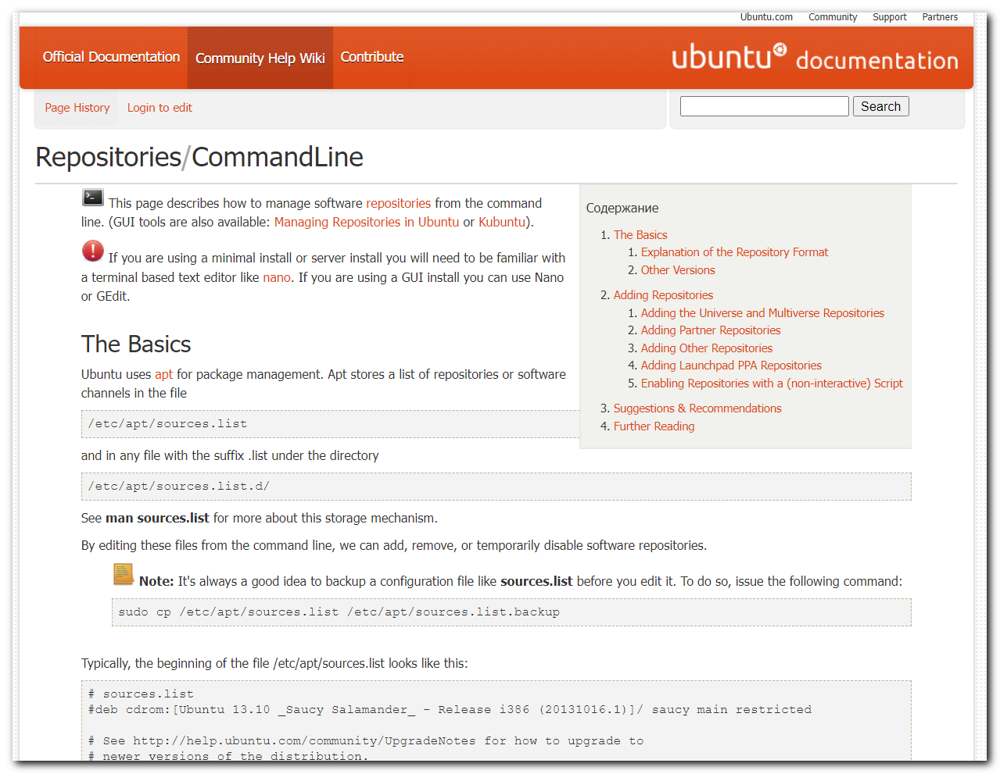 Ubuntu.com Community Support Partners
Official Documentation Community Help Wiki Contribute
ubuntu documentation
Page History Login to edit
Search
Repositories/CommandLine
This page describes how to manage software repositories from the command
line. (GUI tools are also available: Managing Repositories in Ubuntu or Kubuntu).
If you are using a minimal install or server install you will need to be familiar with
a terminal based text editor like nano. If you are using a GUI install you can use Nano
or GEdit.
Содержание
1. The Basics
1. Explanation of the Repository Format
2. Other Versions
2. Adding Repositories
1. Adding the Universe and Multiverse Repositories
2. Adding Partner Repositories
3. Adding Other Repositories
4. Adding Launchpad PPA Repositories
5. Enabling Repositories with a (non-interactive) Script
3. Suggestions & Recommendations
4. Further Reading
The Basics
Ubuntu uses apt for package management. Apt stores a list of repositories or software
channels in the file
/etc/apt/sources.list
and in any file with the suffix .list under the directory
/etc/apt/sources.list.d/
See man sources.list for more about this storage mechanism.
By editing these files from the command line, we can add, remove, or temporarily disable software repositories.
Note: It's always a good idea to backup a configuration file like sources.list before you edit it. To do so, issue the following command:
sudo cp /etc/apt/sources.list /etc/apt/sources.list.backup
Typically, the beginning of the file /etc/apt/sources.list looks like this:
# sources.list
#deb cdrom:[Ubuntu 13.10 _Saucy Salamander_ - Release i386 (20131016.1)]/ saucy main restricted
# See http://help.ubuntu.com/community/UpgradeNotes for how to upgrade to
# newer versions of the distribution.